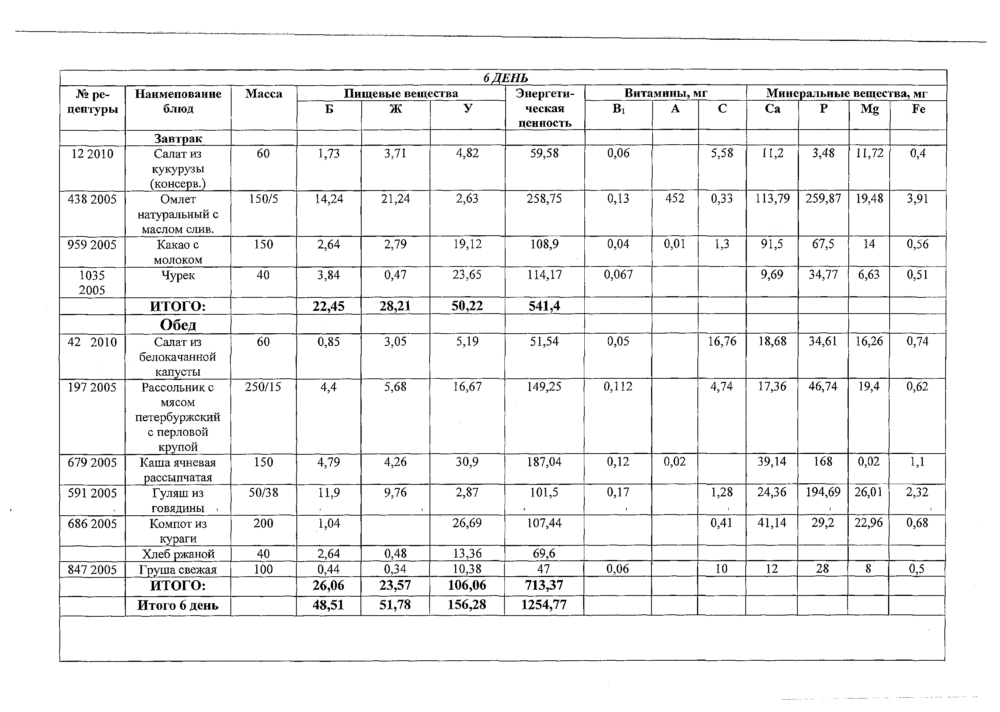 6 ДЕНЬ
№ ре- Наименование Масса Пищевые вещества Энергети- Витамины, мг Минеральные вещества, мг
цептуры блюд Б Ж У ческая B1 А С Са Р Mg Fe
ценность
Завтрак
12 2010 Салат из 60 1,73 3,71 4,82 59,58 0,06 5,58 11,2 3,48 11,72 0,4
кукурузы
(консерв.)
438 2005 Омлет 150/5 14,24 21,24 2,63 258,75 0,13 452 0,33 113,79 259,87 19,48 3,91
натуральный с
маслом слив.
959 2005 Какао с 150 2,64 2,79 19,12 108,9 0,04 0,01 1,3 91,5 67,5 14 0,56
молоком
1035 Чурек 40 3,84 0,47 23,65 114,17 0,067 9,69 34,77 6,63 0,51
2005
ИТОГО: 22,45 28,21 50,22 541,4
Обед
42 2010 Салат из 60 0,85 3,05 5,19 51,54 0,05 16,76 18,68 34,61 16,26 0,74
белокачанной
капусты
197 2005 Рассольник с 250/15 4,4 5,68 16,67 149,25 0,112 4,74 17,36 46,74 19,4 0,62
мясом
петербуржский
с перловой
крупой
679 2005 Каша ячневая 150 4,79 4,26 30,9 187,04 0,12 0,02 39,14 168 0,02 1,1
рассыпчатая
591 2005 Гуляш из 50/38 11,9 9,76 2,87 101,5 0,17 1,28 24,36 194,69 26,01 2,32
говядины
686 2005 Компот из 200 1,04 26,69 107,44 0,41 41,14 29,2 22,96 0,68
кураги
Хлеб ржаной 40 2,64 0,48 13,36 69,6
847 2005 Груша свежая 100 0,44 0,34 10,38 47 0,06 10 12 28 8 0,5
ИТОГО: 26,06 23,57 106,06 713,37
Итого 6 день 48,51 51,78 156,28 1254,77